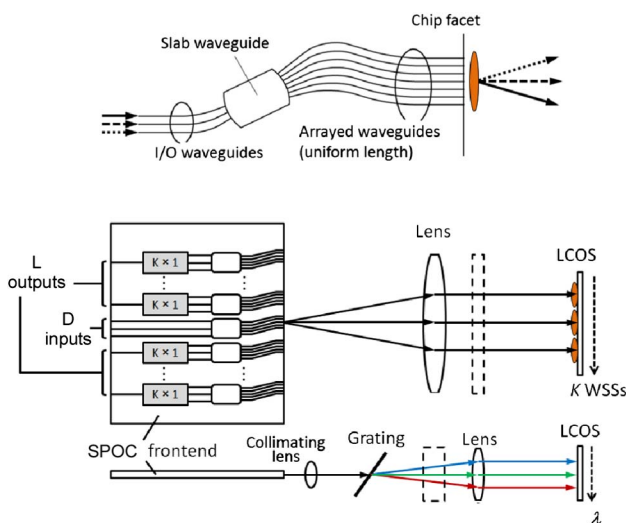 Chip facet
Slab waveguide
I/O waveguides
Arrayed waveguides
(uniform length)
Lens
LCOS
K × 1
L
outputs
K × 1
D
inputs
K × 1
K × 1
K WSSs
SPOC frontend
Collimating
lens
Grating
Lens
LCOS
λ